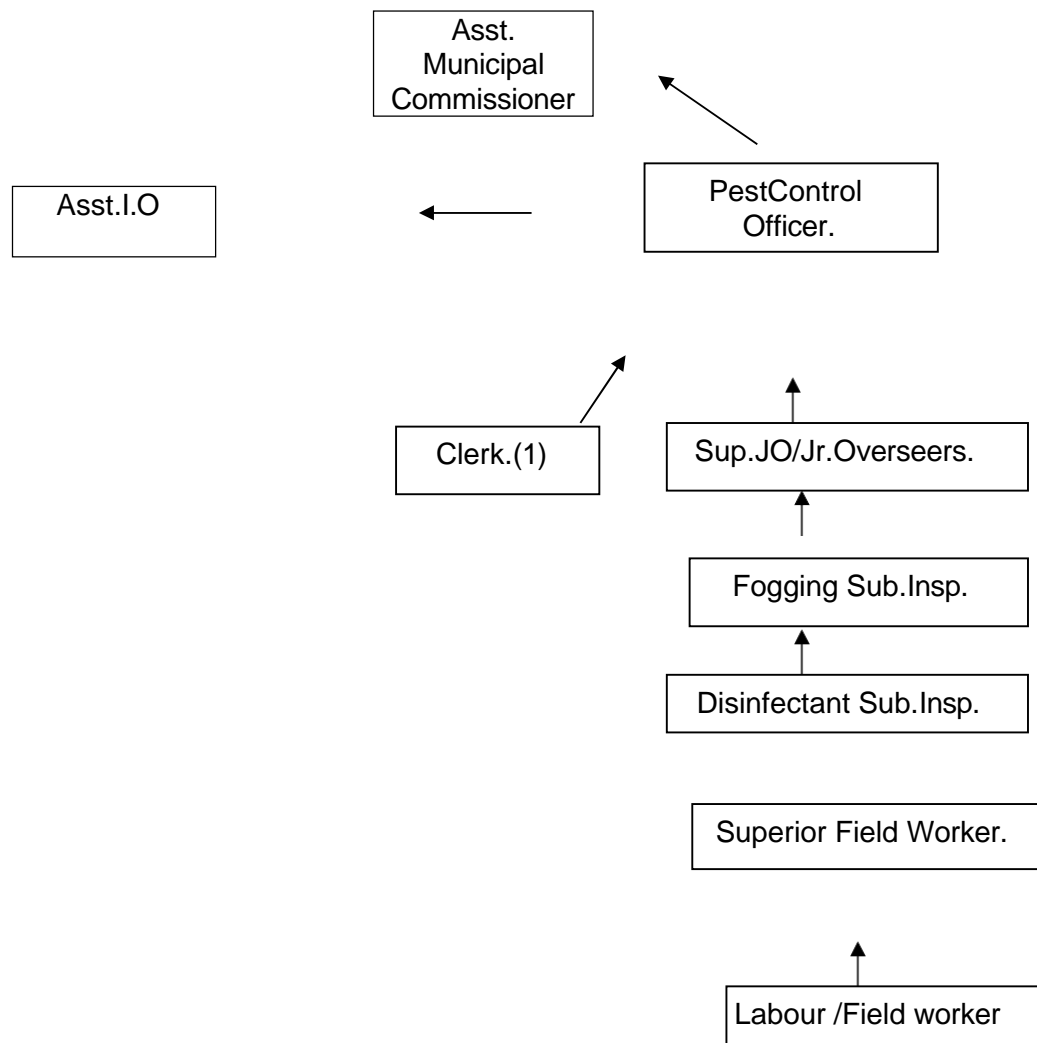 Asst.
Municipal
Commissioner
Asst.I.O
PestControl
Officer.
Clerk.(1)
Sup.JO/Jr.Overseers.
Fogging Sub.Insp.
Disinfectant Sub.Insp.
Superior Field Worker.
Labour /Field worker